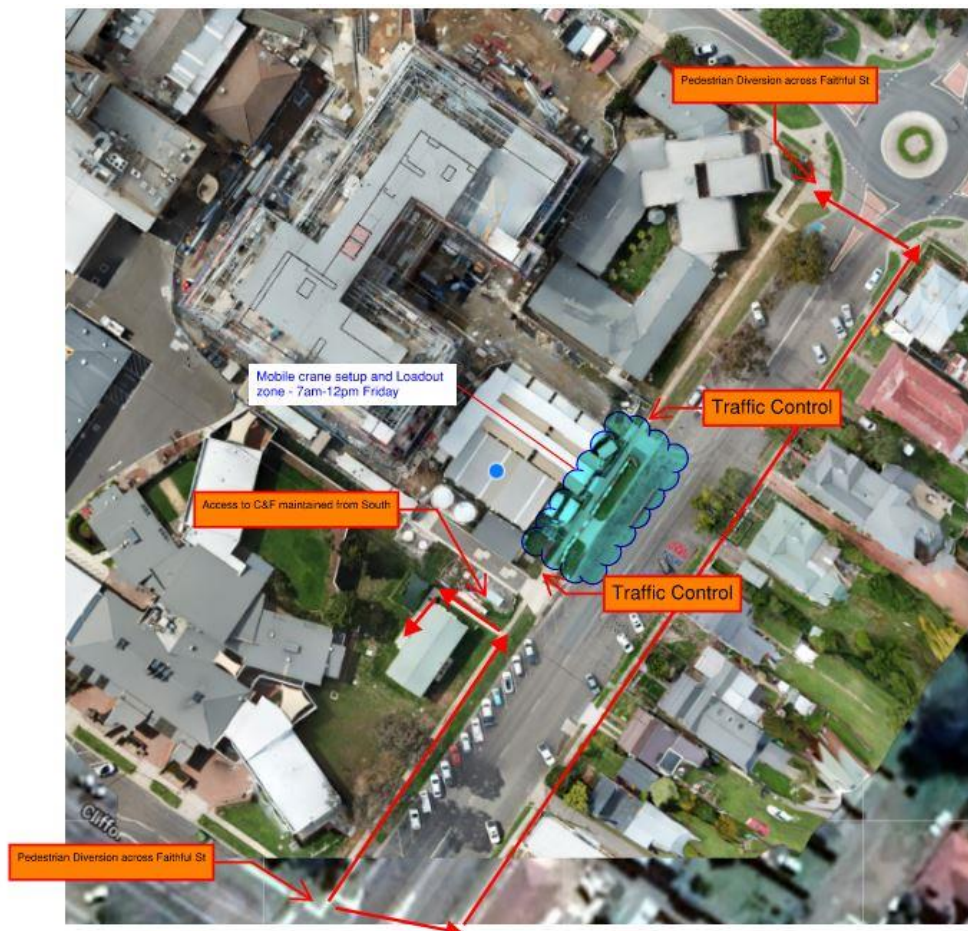 Pedestrian Diversion across Faithful St
Mobile crane setup and Loadout
zone - 7am-12pm Friday
Traffic Control
Access to C&F maintained from South
Traffic Control
Cliffo
Pedestrian Diversion across Faithful St